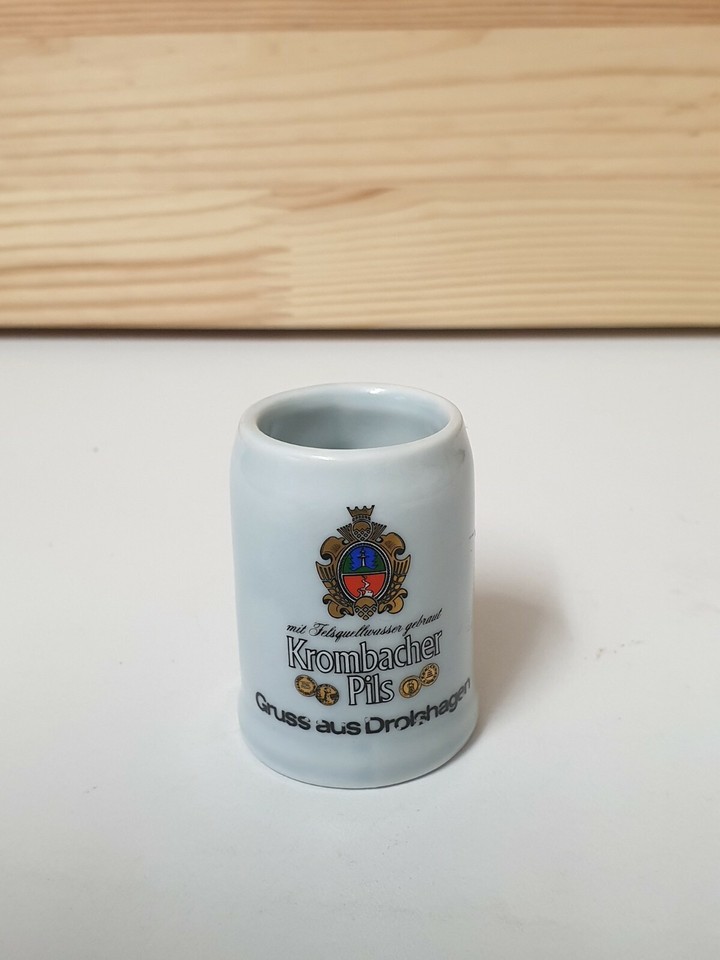 mit Felsquellwasser gebraut
Krombacher
Pils
Gruss aus Drolshagen